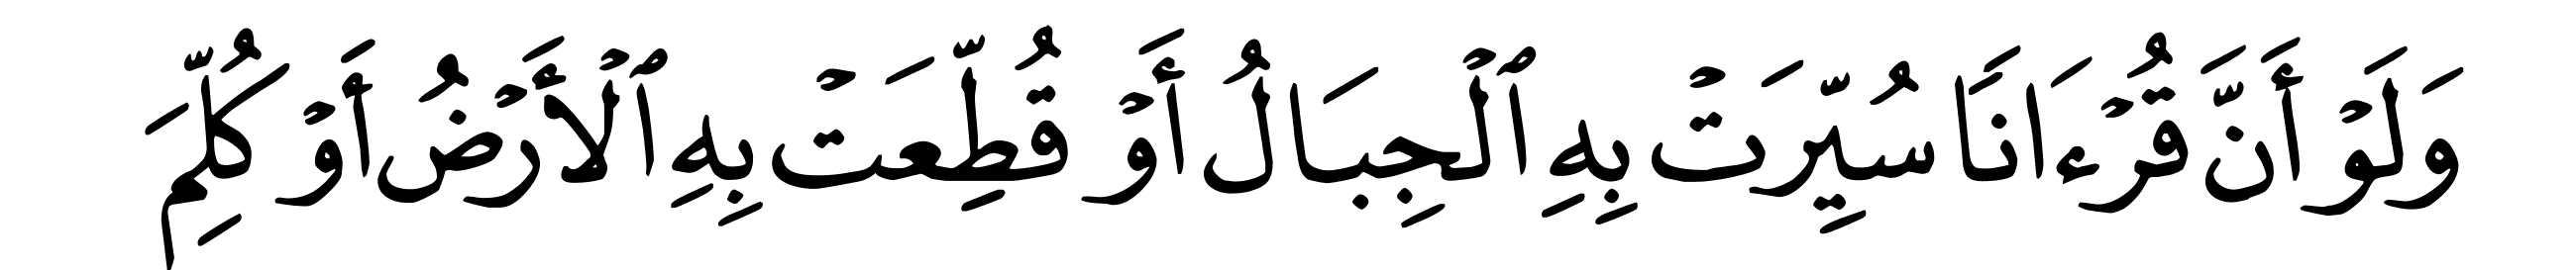 وَلَوۡ أَنَّ قُرۡءَانٗا سُيِّرَتۡ بِهِ ٱلۡجِبَالُ أَوۡ قُطِّعَتۡ بِهِ ٱلۡأَرۡضُ أَوۡ كُلِّمَ